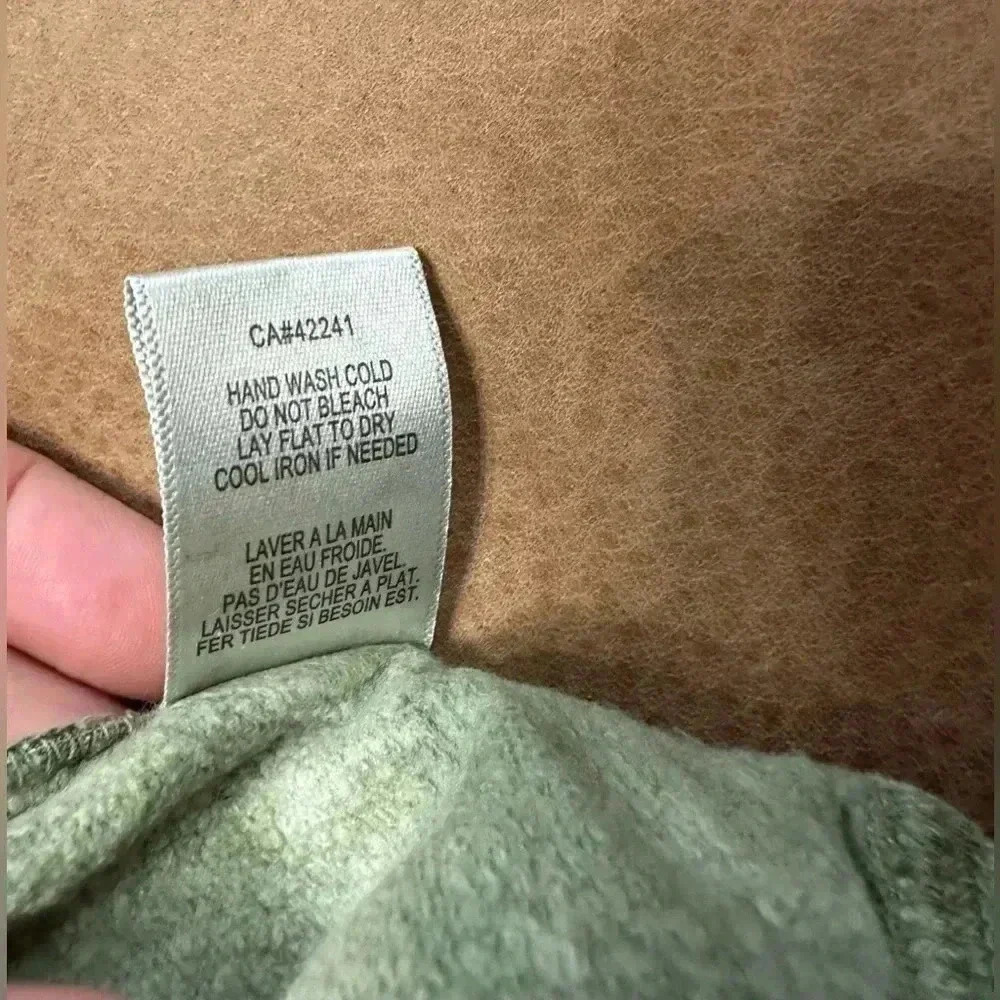 CA#42241
HAND WASH COLD
DO NOT BLEACH
LAY FLAT TO DRY
COOL IRON IF NEEDED
LAVER A LA MAIN
EN EAU FROIDE.
PAS D'EAU DE JAVEL.
LAISSER SECHER A PLAT.
FER TIEDE SI BESOIN EST.